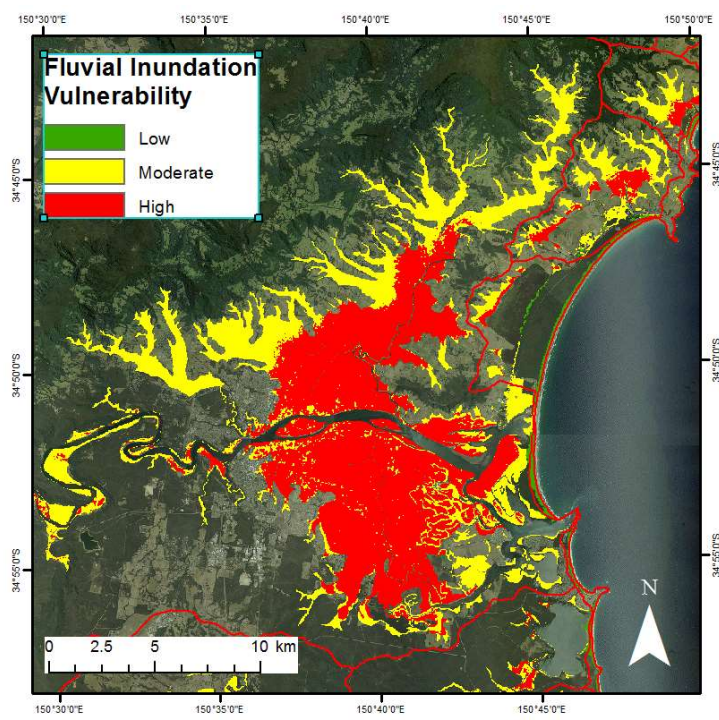 150°30'0"E 150°35'0"E 150°40'0"E 150°45'0"E 150°50'0"E
Fluvial Inundation
Vulnerability
Low
Moderate
High
34°45'0"S
34°45'0"S
34°50'0"S
34°50'0"S
34°55'0"S
34°55'0"S
N
0 2.5 5 10 km
150°30'0"E 150°35'0"E 150°40'0"E 150°45'0"E